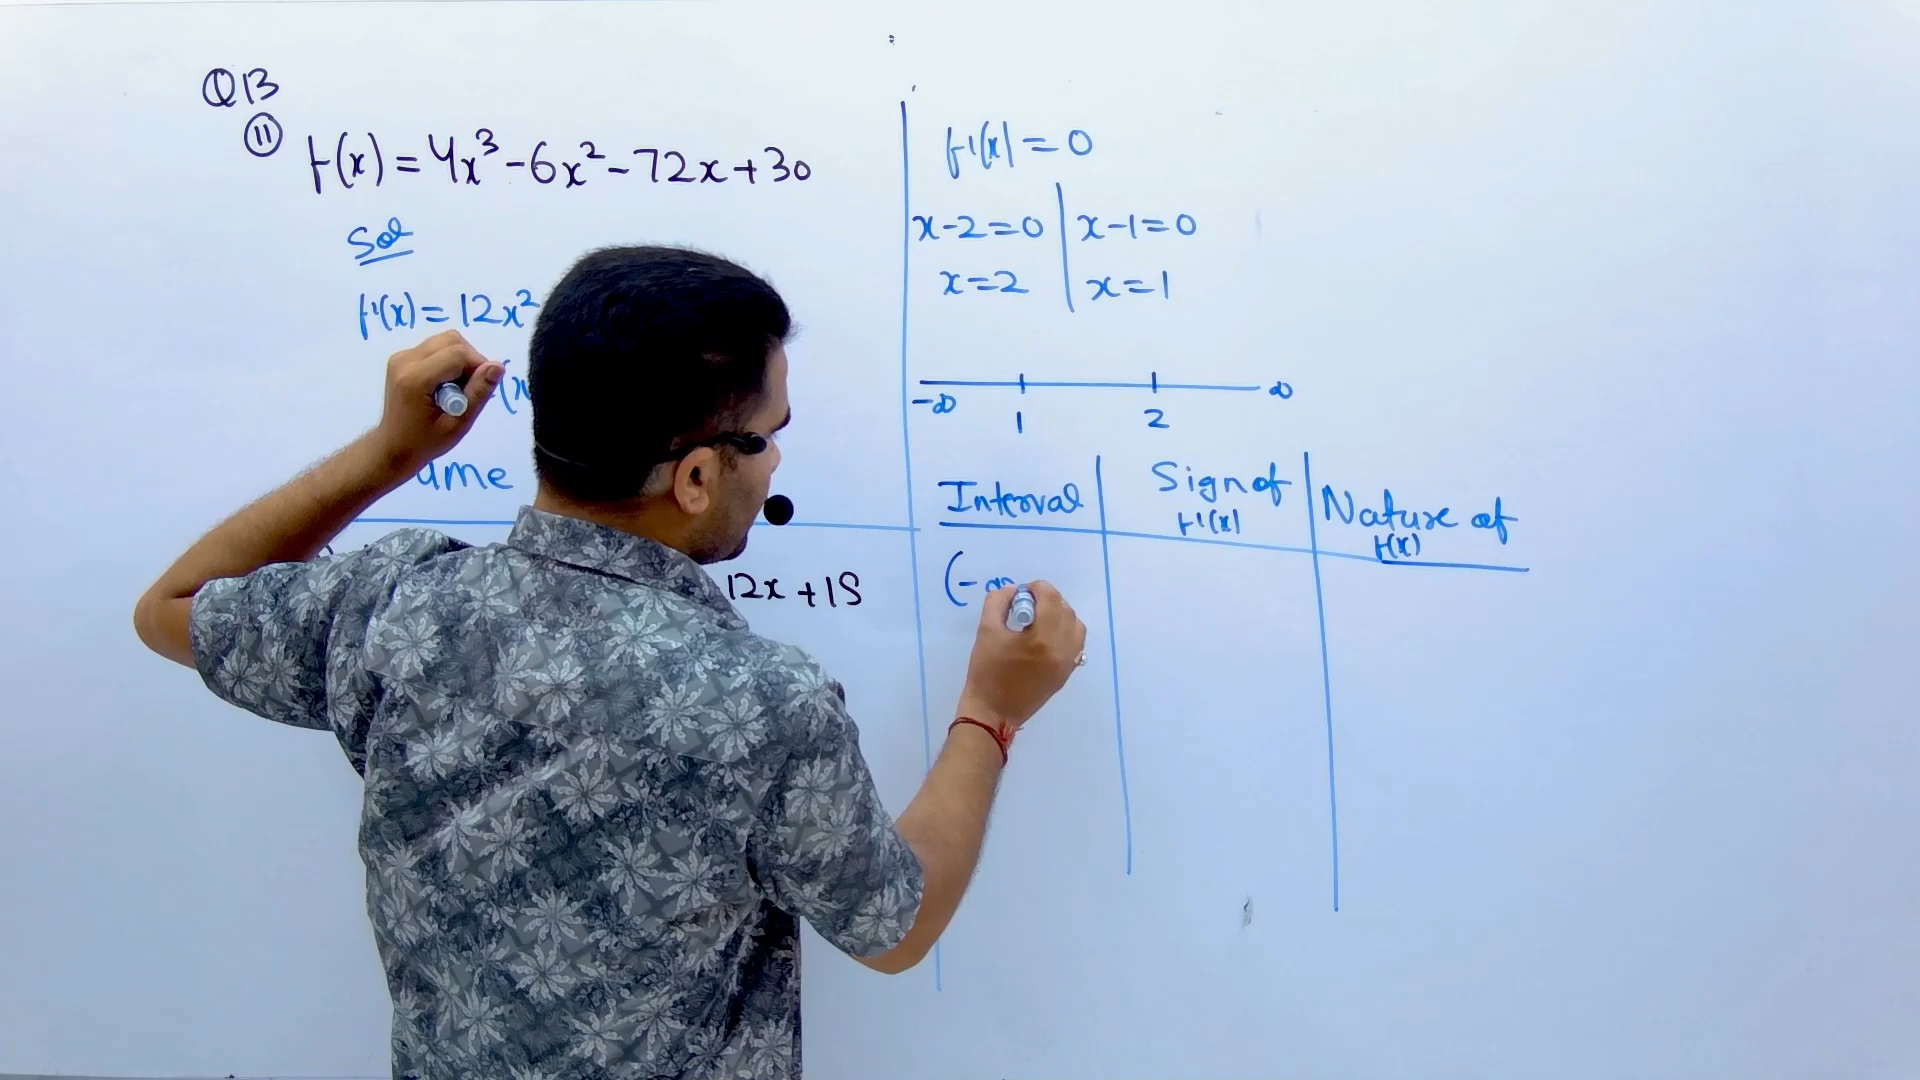 Q13
(11) f(x) = 4x³ - 6x² - 72x + 30
Sol
f'(x) = 12x²
(x
ume
12x + 18
f'(x) = 0
x-2=0 | x-1=0
x=2 | x=1
-∞ 1 2 ∞
Interval | Sign of f'(x) | Nature of f(x)
(-∞